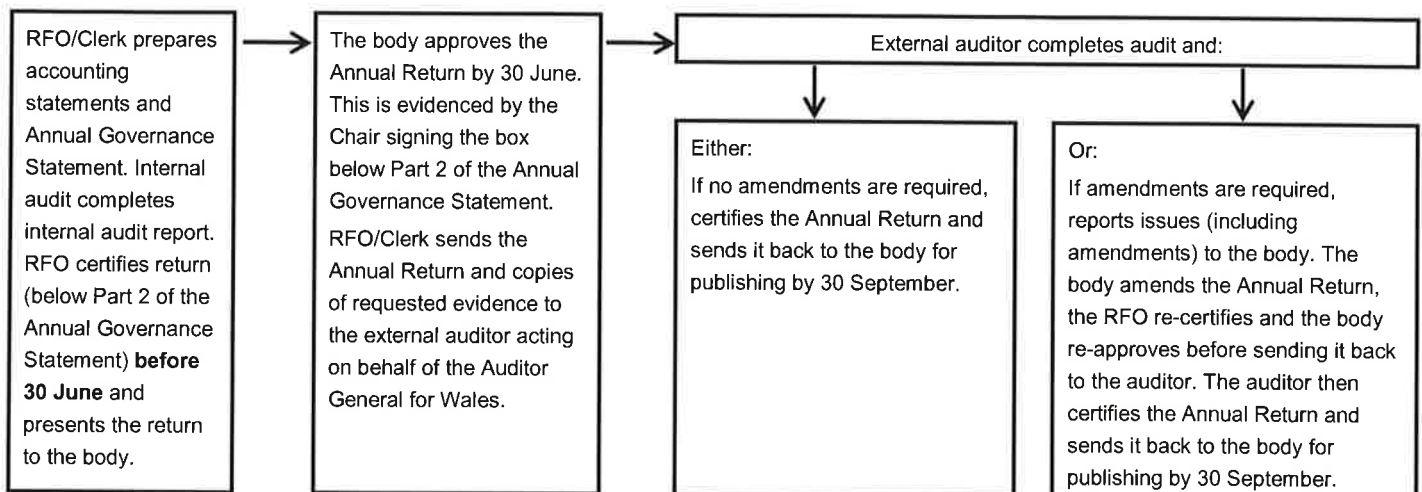 RFO/Clerk prepares
accounting
statements and
Annual Governance
Statement. Internal
audit completes
internal audit report.
RFO certifies return
(below Part 2 of the
Annual Governance
Statement) before
30 June and
presents the return
to the body.
The body approves the
Annual Return by 30 June.
This is evidenced by the
Chair signing the box
below Part 2 of the Annual
Governance Statement.
RFO/Clerk sends the
Annual Return and copies
of requested evidence to
the external auditor acting
on behalf of the Auditor
General for Wales.
External auditor completes audit and:
Either:
If no amendments are required,
certifies the Annual Return and
sends it back to the body for
publishing by 30 September.
Or:
If amendments are required,
reports issues (including
amendments) to the body. The
body amends the Annual Return,
the RFO re-certifies and the body
re-approves before sending it back
to the auditor. The auditor then
certifies the Annual Return and
sends it back to the body for
publishing by 30 September.